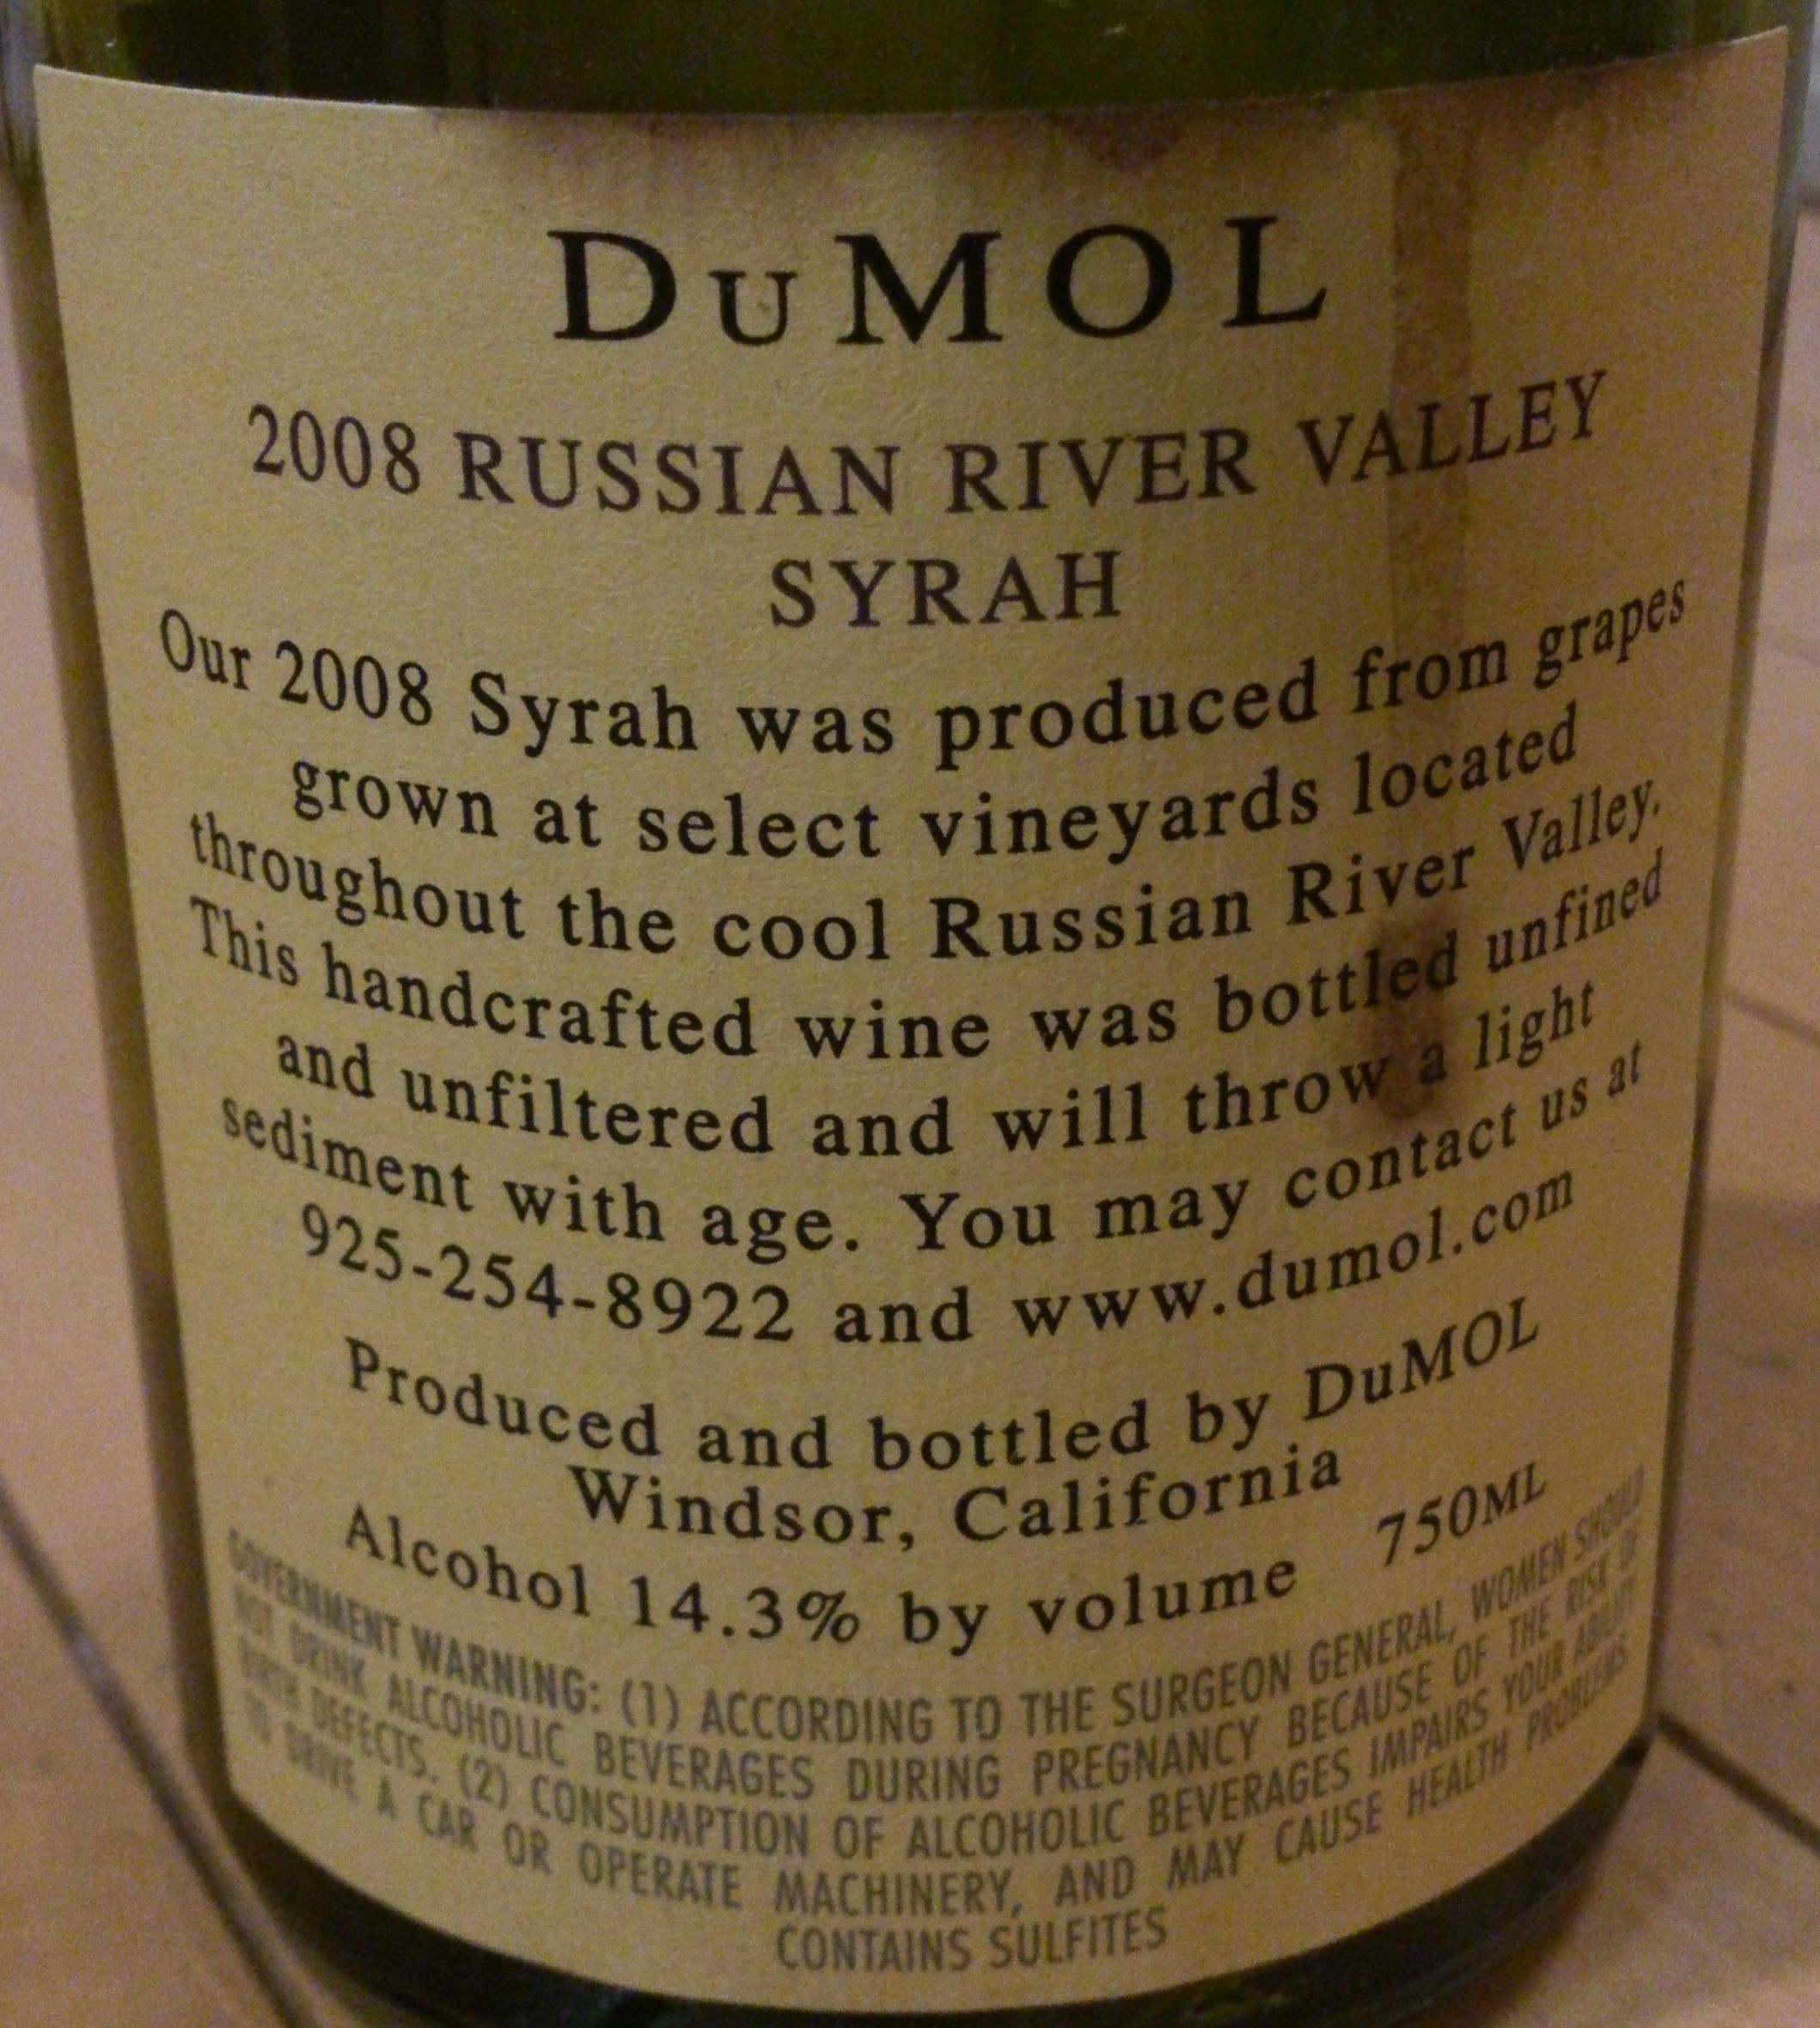 DuMOL
2008 RUSSIAN RIVER VALLEY
SYRAH
Our 2008 Syrah was produced from grapes
grown at select vineyards located
throughout the cool Russian River Valley.
This handcrafted wine was bottled unfined
and unfiltered and will throw a light
sediment with age. You may contact us at
925-254-8922 and www.dumol.com
Produced and bottled by DuMOL
Windsor, California
Alcohol 14.3% by volume 750ML
GOVERNMENT WARNING: (1) ACCORDING TO THE SURGEON GENERAL, WOMEN SHOULD
NOT DRINK ALCOHOLIC BEVERAGES DURING PREGNANCY BECAUSE OF THE RISK OF
BIRTH DEFECTS. (2) CONSUMPTION OF ALCOHOLIC BEVERAGES IMPAIRS YOUR ABILITY
TO DRIVE A CAR OR OPERATE MACHINERY, AND MAY CAUSE HEALTH PROBLEMS
CONTAINS SULFITES